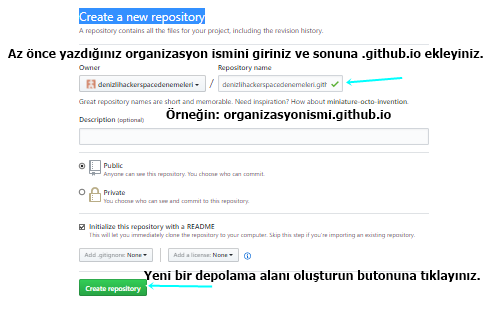 Create a new repository
A repository contains all the files for your project, including the revision history.
Az önce yazdığınız organizasyon ismini giriniz ve sonuna .github.io ekleyiniz.
Owner Repository name
denizlihackerspacedenemeleri / denizlihackerspacedenemeleri.gith
Great repository names are short and memorable. Need inspiration? How about miniature-octo-invention.
Örneğin: organizasyonismi.github.io
Description (optional)
Public
Anyone can see this repository. You choose who can commit.
Private
You choose who can see and commit to this repository.
Initialize this repository with a README
This will let you immediately clone the repository to your computer. Skip this step if you're importing an existing repository.
Add .gitignore: None Add a license: None
Yeni bir depolama alanı oluşturun butonuna tıklayınız.
Create repository